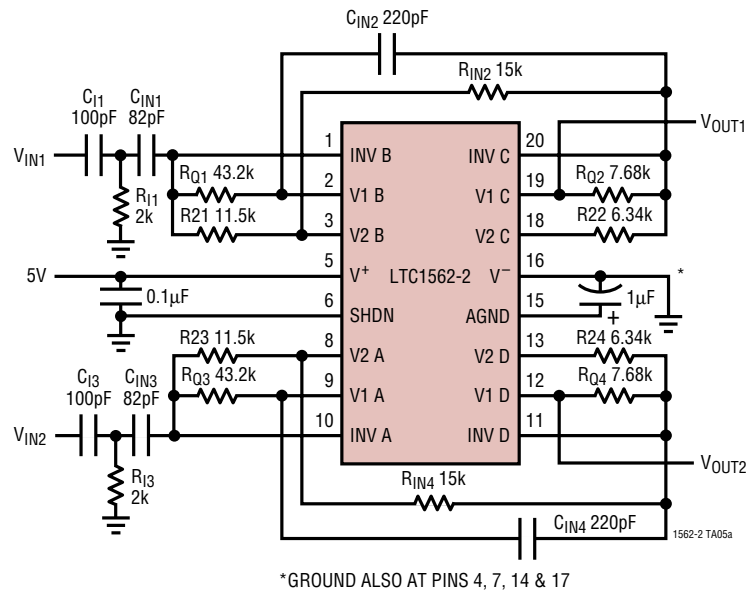 CIN2 220pF
RIN2 15k
CI1
100pF
CIN1
82pF
VIN1
RI1
2k
RQ1 43.2k
R21 11.5k
1
INV B
2
V1 B
3
V2 B
5V
5
V+
0.1µF
6
SHDN
LTC1562-2
20
INV C
19
V1 C
18
V2 C
16
V–
15
AGND
VOUT1
RQ2 7.68k
R22 6.34k
*
1µF
+
R23 11.5k
RQ3 43.2k
8
V2 A
9
V1 A
10
INV A
13
V2 D
12
V1 D
11
INV D
R24 6.34k
RQ4 7.68k
CI3
100pF
CIN3
82pF
VIN2
RI3
2k
VOUT2
RIN4 15k
CIN4 220pF
1562-2 TA05a
*GROUND ALSO AT PINS 4, 7, 14 & 17